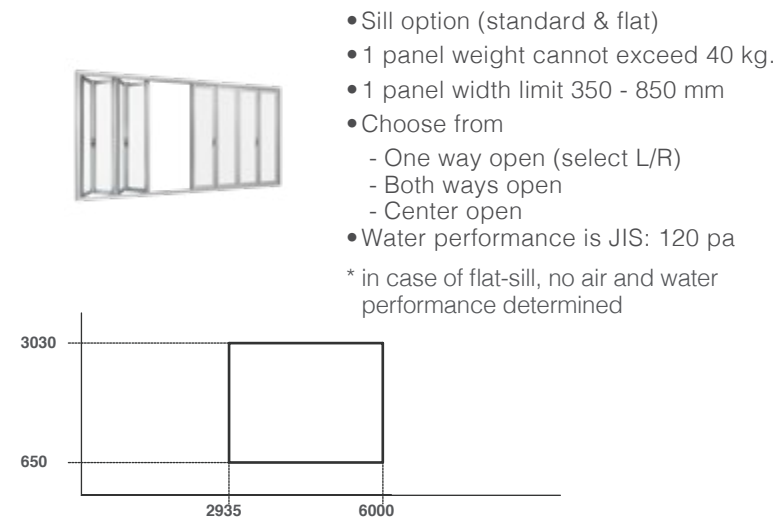 •Sill option (standard & flat)
•1 panel weight cannot exceed 40 kg.
•1 panel width limit 350 - 850 mm
•Choose from
- One way open (select L/R)
- Both ways open
- Center open
•Water performance is JIS: 120 pa
* in case of flat-sill, no air and water
performance determined
3030
650
2935
6000